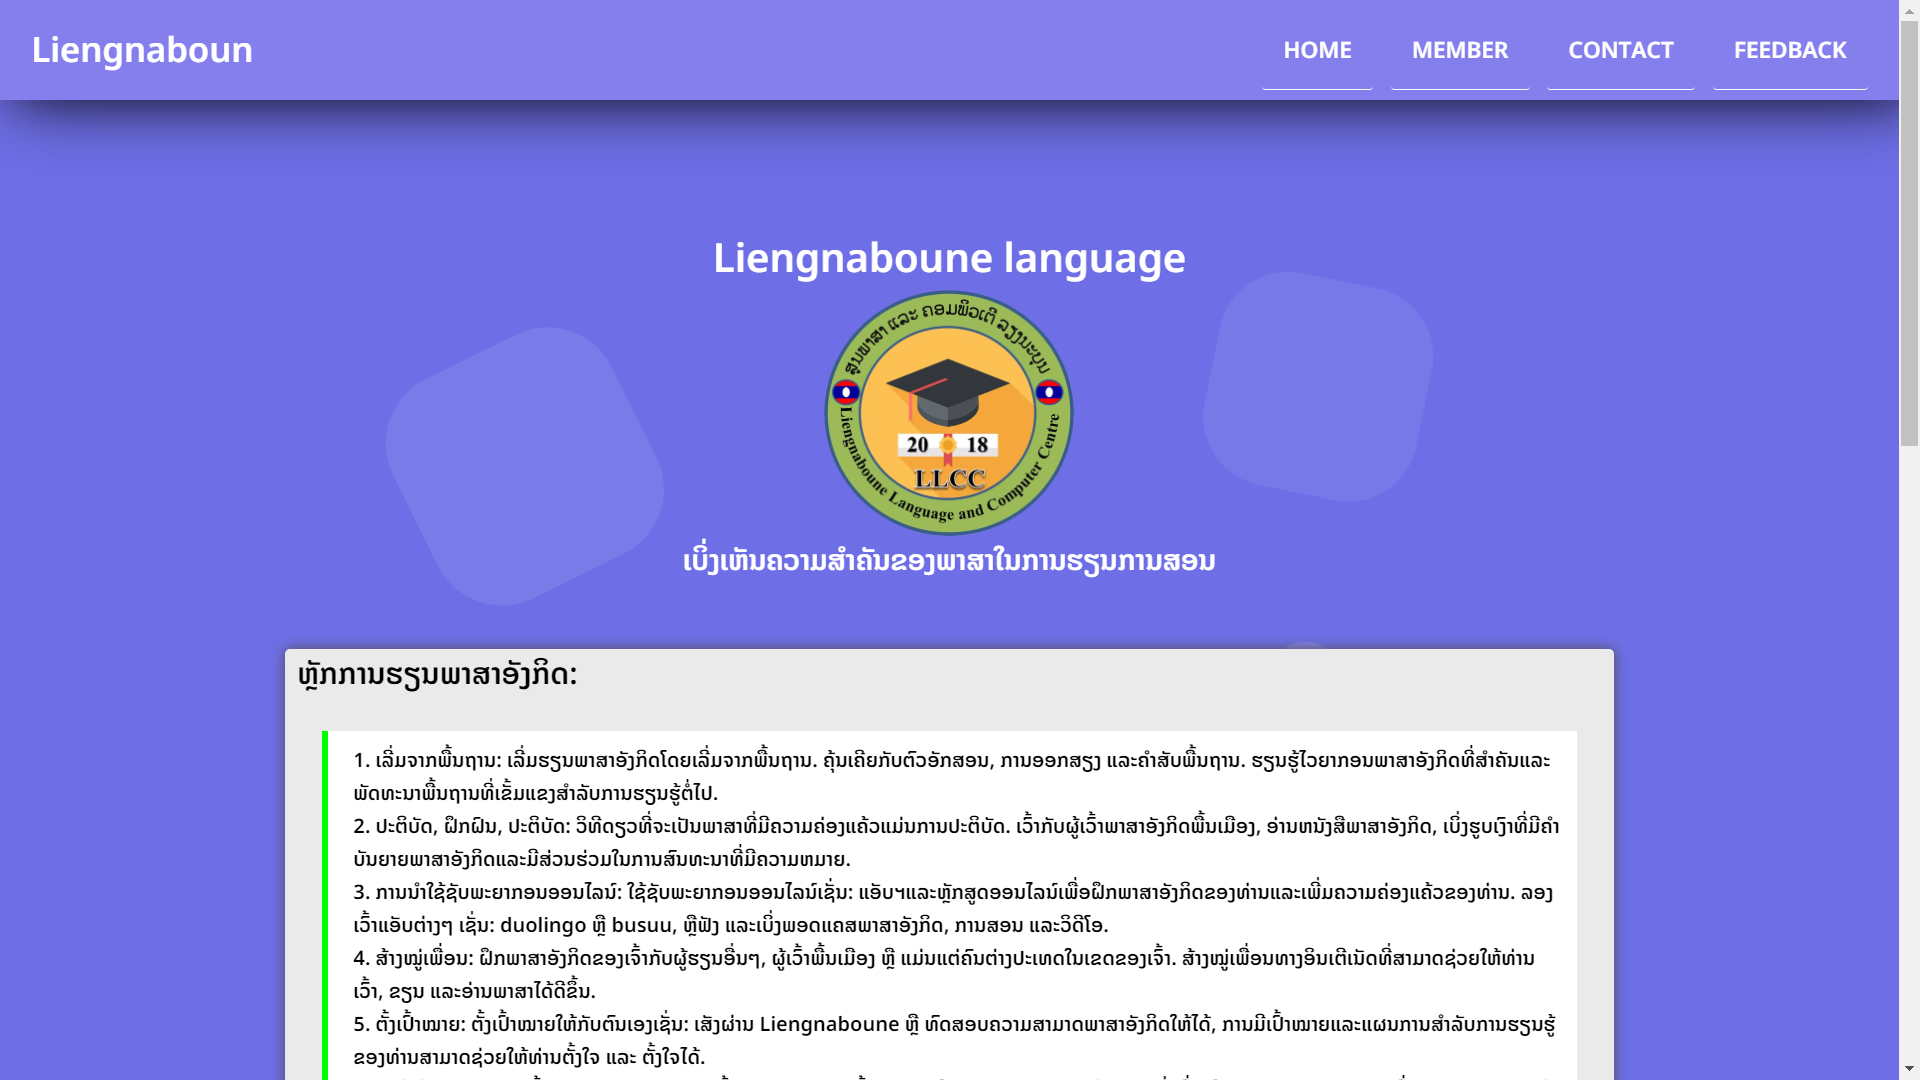 Liengnaboun
HOME
MEMBER
CONTACT
FEEDBACK
Liengnaboune language
ສູນພາສາ ແລະ ຄອມພິວເຕີ ລຽງນະບຸນ
20 18
LLCC
Liengnaboune Language and Computer Centre
ເບິ່ງເຫັນຄວາມສຳຄັນຂອງພາສາໃນການຮຽນການສອນ
ຫຼັກການຮຽນພາສາອັງກິດ:
1. ເລີ່ມຈາກພື້ນຖານ: ເລີ່ມຮຽນພາສາອັງກິດໂດຍເລີ່ມຈາກພື້ນຖານ. ຄຸ້ນເຄີຍກັບຕົວອັກສອນ, ການອອກສຽງ ແລະຄຳສັບພື້ນຖານ. ຮຽນຮູ້ໄວຍາກອນພາສາອັງກິດທີ່ສຳຄັນແລະ
ພັດທະນາພື້ນຖານທີ່ເຂັ້ມແຂງສຳລັບການຮຽນຮູ້ຕໍ່ໄປ.
2. ປະຕິບັດ, ຝຶກຝົນ, ປະຕິບັດ: ວິທີດຽວທີ່ຈະເປັນພາສາທີ່ມີຄວາມຄ່ອງແຄ້ວແມ່ນການປະຕິບັດ. ເວົ້າກັບຜູ້ເວົ້າພາສາອັງກິດພື້ນເມືອງ, ອ່ານຫນັງສືພາສາອັງກິດ, ເບິ່ງຮູບເງົາທີ່ມີຄຳ
ບັນຍາຍພາສາອັງກິດແລະມີສ່ວນຮ່ວມໃນການສົນທະນາທີ່ມີຄວາມຫມາຍ.
3. ການນຳໃຊ້ຊັບພະຍາກອນອອນໄລນ໌: ໃຊ້ຊັບພະຍາກອນອອນໄລນ໌ເຊັ່ນ: ແອັບຯແລະຫຼັກສູດອອນໄລນ໌ເພື່ອຝຶກພາສາອັງກິດຂອງທ່ານແລະເພີ່ມຄວາມຄ່ອງແຄ້ວຂອງທ່ານ. ລອງ
ເວົ້າແອັບຕ່າງໆ ເຊັ່ນ: duolingo ຫຼື busuu, ຫຼືຟັງ ແລະເບິ່ງພອດແຄສພາສາອັງກິດ, ການສອນ ແລະວິດີໂອ.
4. ສ້າງໝູ່ເພື່ອນ: ຝຶກພາສາອັງກິດຂອງເຈົ້າກັບຜູ້ຮຽນອື່ນໆ, ຜູ້ເວົ້າພື້ນເມືອງ ຫຼື ແມ່ນແຕ່ຄົນຕ່າງປະເທດໃນເຂດຂອງເຈົ້າ. ສ້າງໝູ່ເພື່ອນທາງອິນເຕີເນັດທີ່ສາມາດຊ່ວຍໃຫ້ທ່ານ
ເວົ້າ, ຂຽນ ແລະອ່ານພາສາໄດ້ດີຂຶ້ນ.
5. ຕັ້ງເປົ້າໝາຍ: ຕັ້ງເປົ້າໝາຍໃຫ້ກັບຕົນເອງເຊັ່ນ: ເສັງຜ່ານ Liengnaboune ຫຼື ທົດສອບຄວາມສາມາດພາສາອັງກິດໃຫ້ໄດ້, ການມີເປົ້າໝາຍແລະແຜນການສຳລັບການຮຽນຮູ້
ຂອງທ່ານສາມາດຊ່ວຍໃຫ້ທ່ານຕັ້ງໃຈ ແລະ ຕັ້ງໃຈໄດ້.